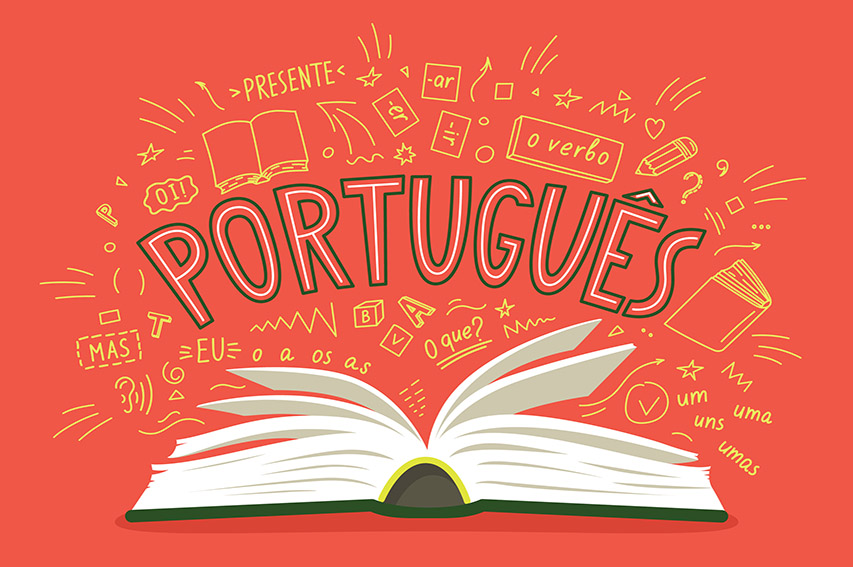 >PRESENTE<
-er
-ar
-ir
o verbo
OI!!
P
?
PORTUGUÊS
T
B
A
MAS
EU
o a os as
O que?
um
uns
uma
umas